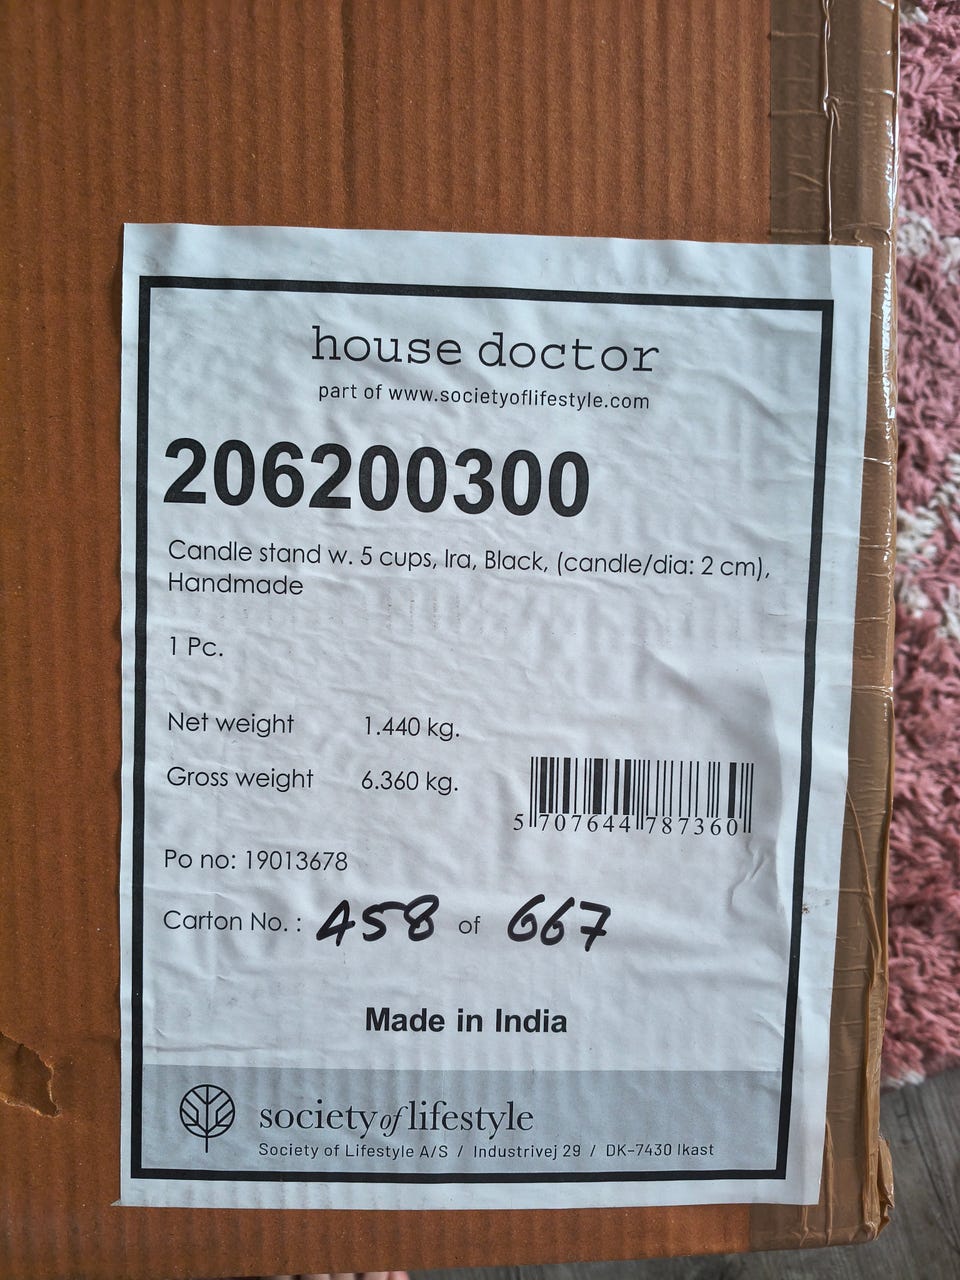 house doctor
part of www.societyoflifestyle.com
206200300
Candle stand w. 5 cups, Ira, Black, (candle/dia: 2 cm),
Handmade
1 Pc.
Net weight 1.440 kg.
Gross weight 6.360 kg.
5 707644 787360
Po no: 19013678
Carton No. : 458 of 667
Made in India
society of lifestyle
Society of Lifestyle A/S / Industrivej 29 / DK-7430 Ikast